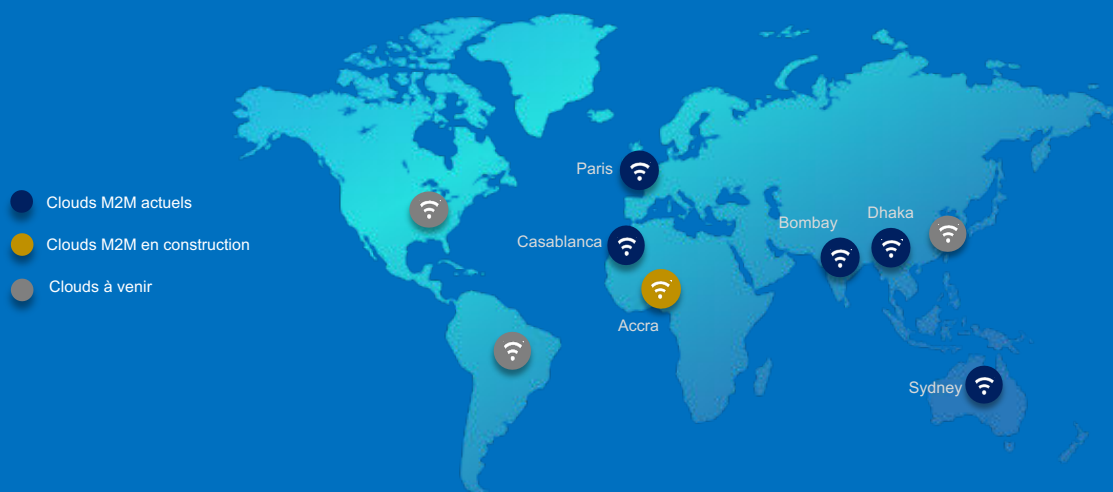 Paris
Clouds M2M actuels
Dhaka
Bombay
Clouds M2M en construction
Casablanca
Clouds à venir
Accra
Sydney